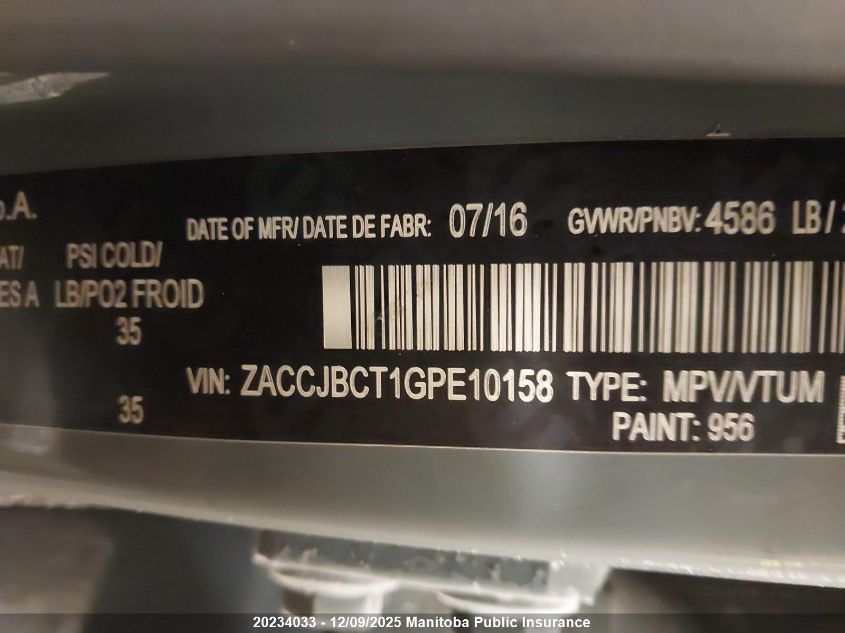 p.A.
DATE OF MFR/ DATE DE FABR: 07/16 GVWR/PNBV: 4586 LB/
AT/ PSI COLD/
ES A LB/PO2 FROID
35
VIN: ZACCJBCT1GPE10158 TYPE: MPV/VTUM
35
PAINT: 956
20234033 - 12/09/2025 Manitoba Public Insurance